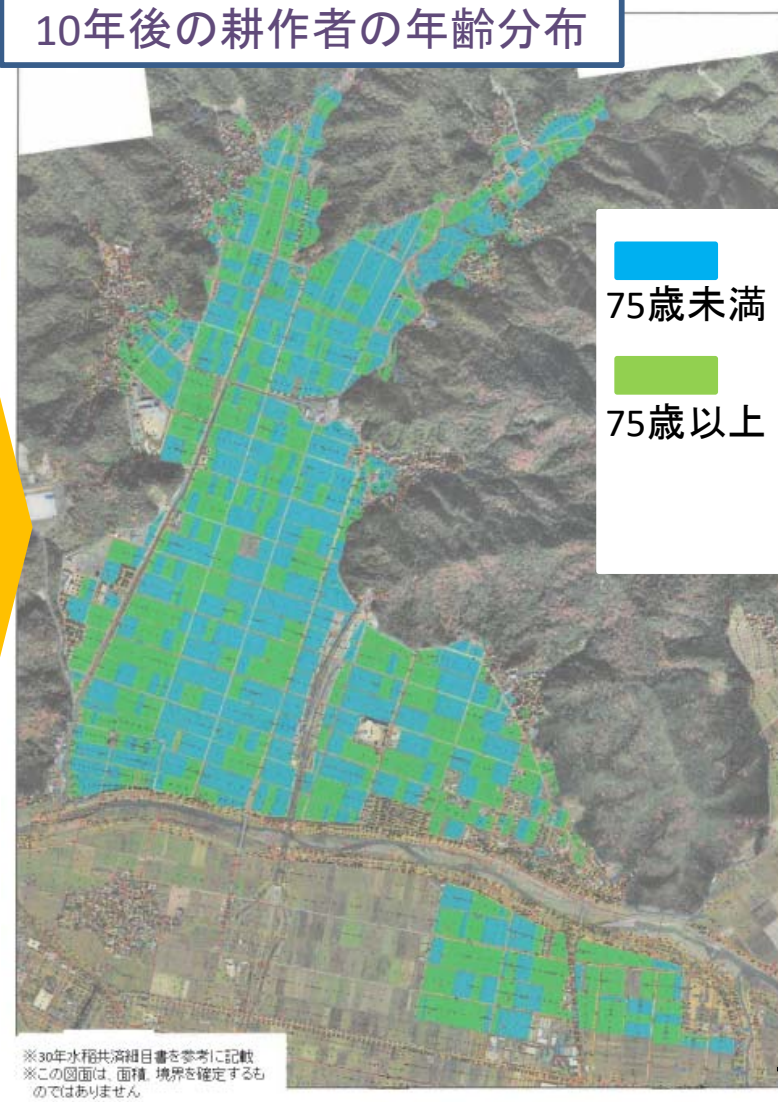 10年後の耕作者の年齢分布
75歳未満
75歳以上
※30年水稲共済細目書を参考に記載
※この図面は、面積、境界を確定するも
のではありません